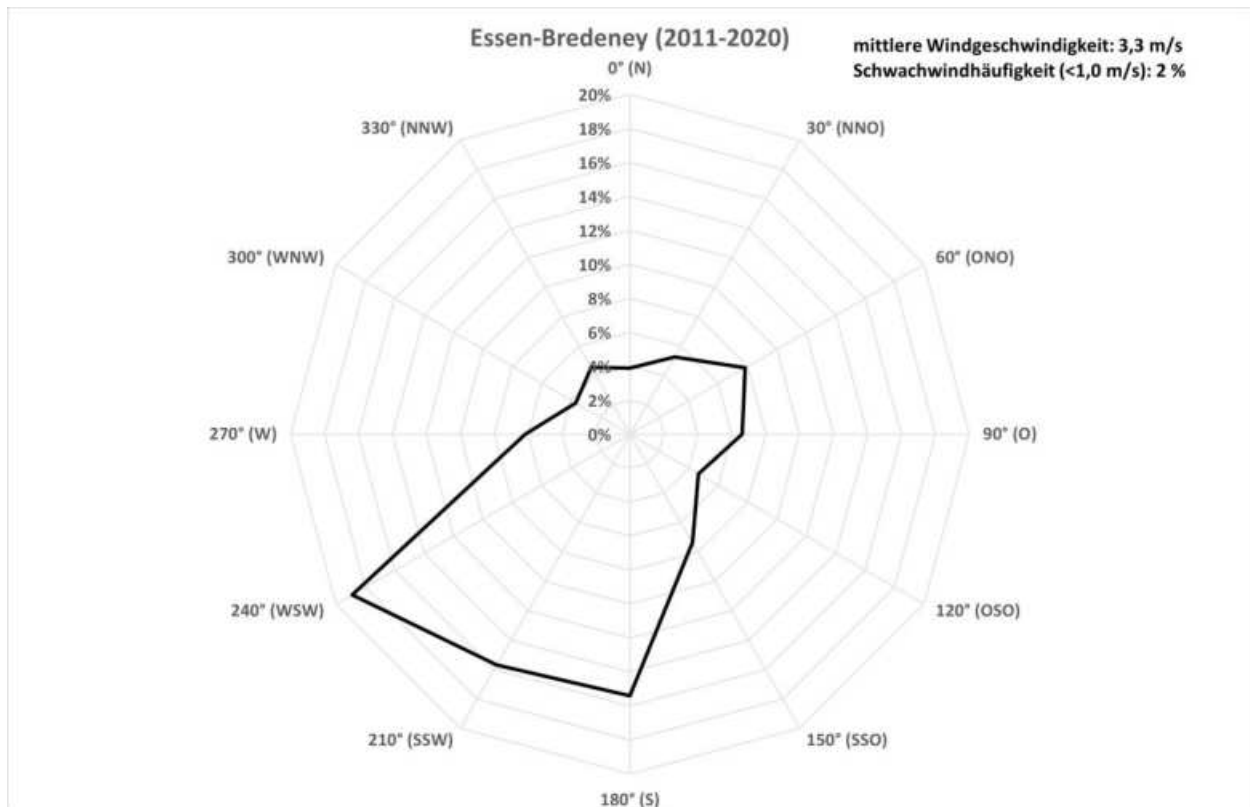 Essen-Bredeney (2011-2020)
mittlere Windgeschwindigkeit: 3,3 m/s
Schwachwindhäufigkeit (<1,0 m/s): 2 %
0° (N)
20%
330° (NNW)
30° (NNO)
18%
16%
14%
300° (WNW)
60° (ONO)
12%
10%
8%
6%
4%
2%
270° (W)
0%
90° (O)
240° (WSW)
120° (OSO)
210° (SSW)
150° (SSO)
180° (S)